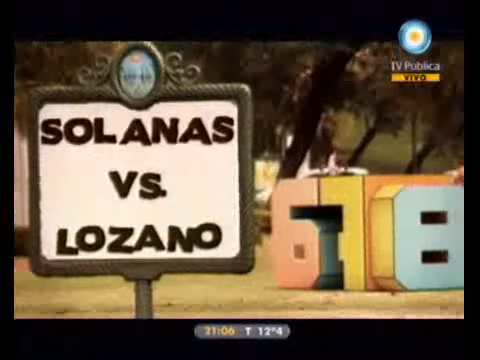 TV Pública
VIVO
SOLANAS
VS.
LOZANO
678
21:06 T 12°4